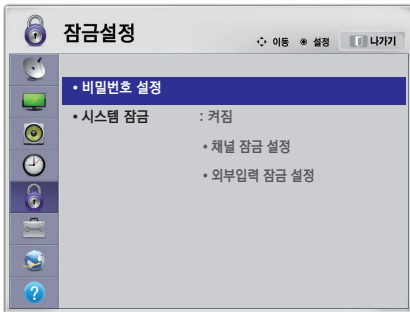 잠금설정
이동 설정 나가기
• 비밀번호 설정
• 시스템 잠금 : 켜짐
• 채널 잠금 설정
• 외부입력 잠금 설정
?